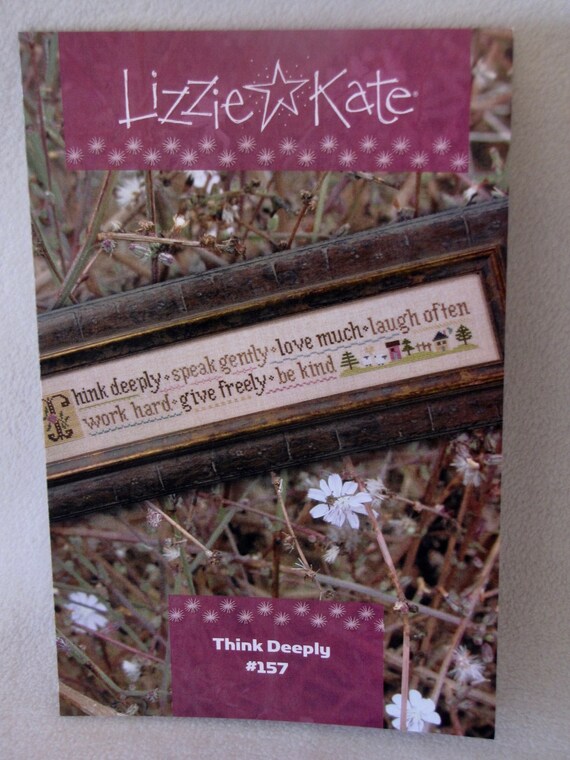 Lizzie Kate®
Think deeply • speak gently • love much • laugh often
work hard • give freely • be kind
Think Deeply
#157